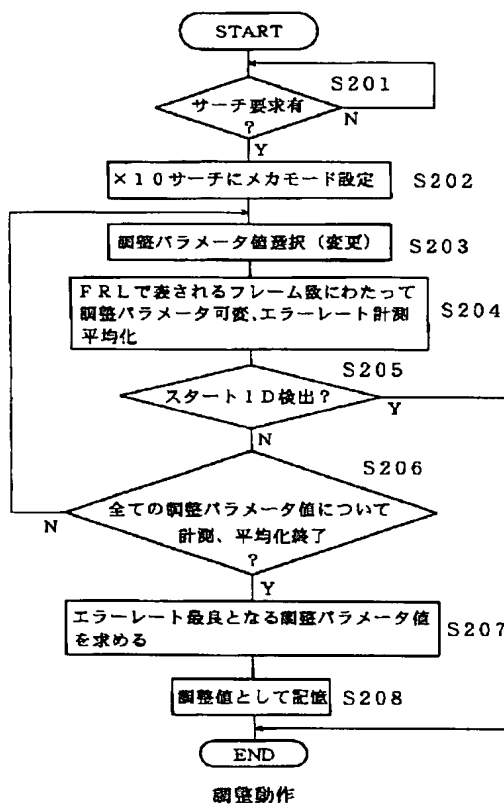 START
S201
サーチ要求有
?
N
Y
×10サーチにメカモード設定
S202
調整パラメータ値選択（変更）
S203
FRLで表されるフレーム数にわたって
調整パラメータ可変、エラーレート計測
平均化
S204
S205
スタートID検出?
Y
N
S206
全ての調整パラメータ値について
計測、平均化終了
?
N
Y
エラーレート最良となる調整パラメータ値
を求める
S207
調整値として記憶
S208
END
調整動作